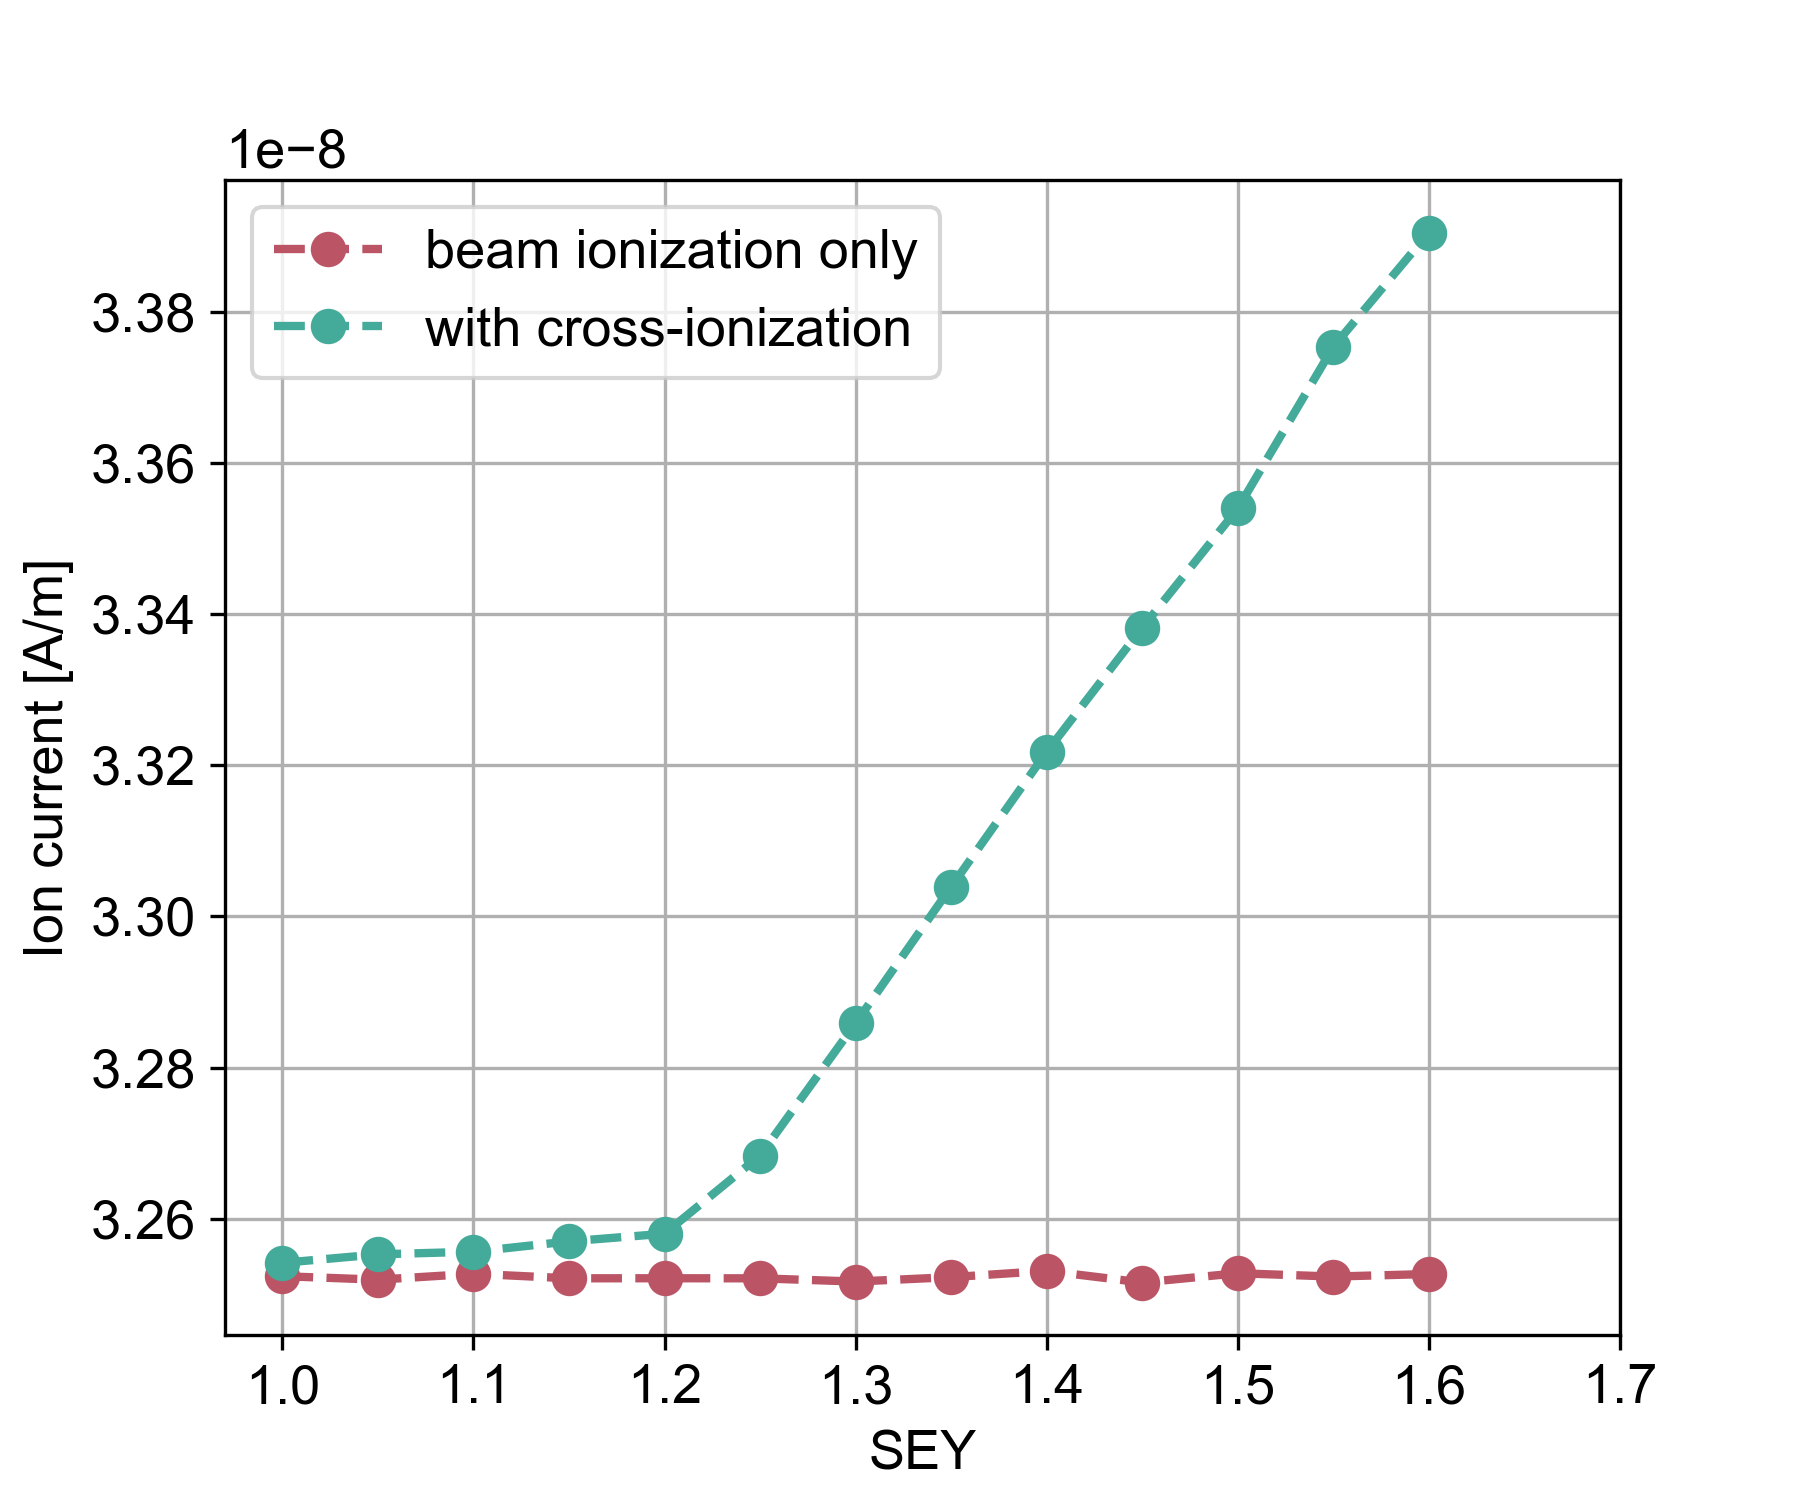 1e−8
beam ionization only
with cross-ionization
3.38
3.36
3.34
3.32
3.30
3.28
3.26
Ion current [A/m]
1.0 1.1 1.2 1.3 1.4 1.5 1.6 1.7
SEY